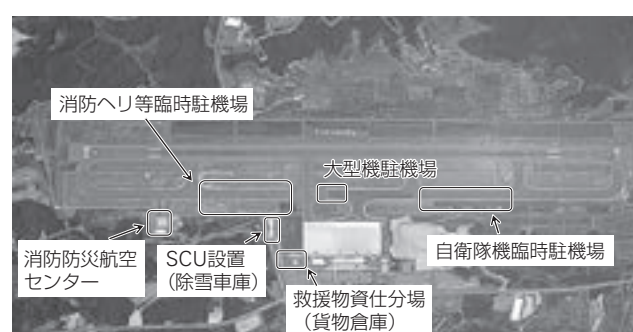 消防ヘリ等臨時駐機場
大型機駐機場
消防防災航空
センター
SCU設置
(除雪車庫)
自衛隊機臨時駐機場
救援物資仕分場
(貨物倉庫)